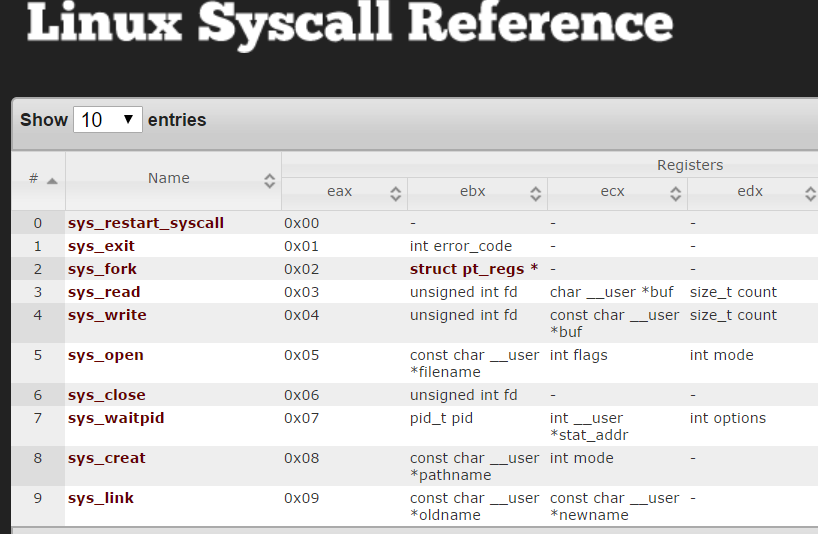 Linux Syscall Reference
Show 10 entries
Registers
# Name eax ebx ecx edx
0 sys_restart_syscall 0x00 - - -
1 sys_exit 0x01 int error_code - -
2 sys_fork 0x02 struct pt_regs * - -
3 sys_read 0x03 unsigned int fd char __user *buf size_t count
4 sys_write 0x04 unsigned int fd const char __user size_t count
*buf
5 sys_open 0x05 const char __user int flags int mode
*filename
6 sys_close 0x06 unsigned int fd - -
7 sys_waitpid 0x07 pid_t pid int __user int options
*stat_addr
8 sys_creat 0x08 const char __user int mode -
*pathname
9 sys_link 0x09 const char __user const char __user -
*oldname *newname